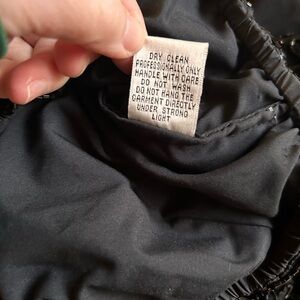 DRY CLEAN
PROFESSIONALLY ONLY
HANDLE WITH CARE
DO NOT WASH
DO NOT HANG THE
GARMENT DIRECTLY
UNDER STRONG
LIGHT